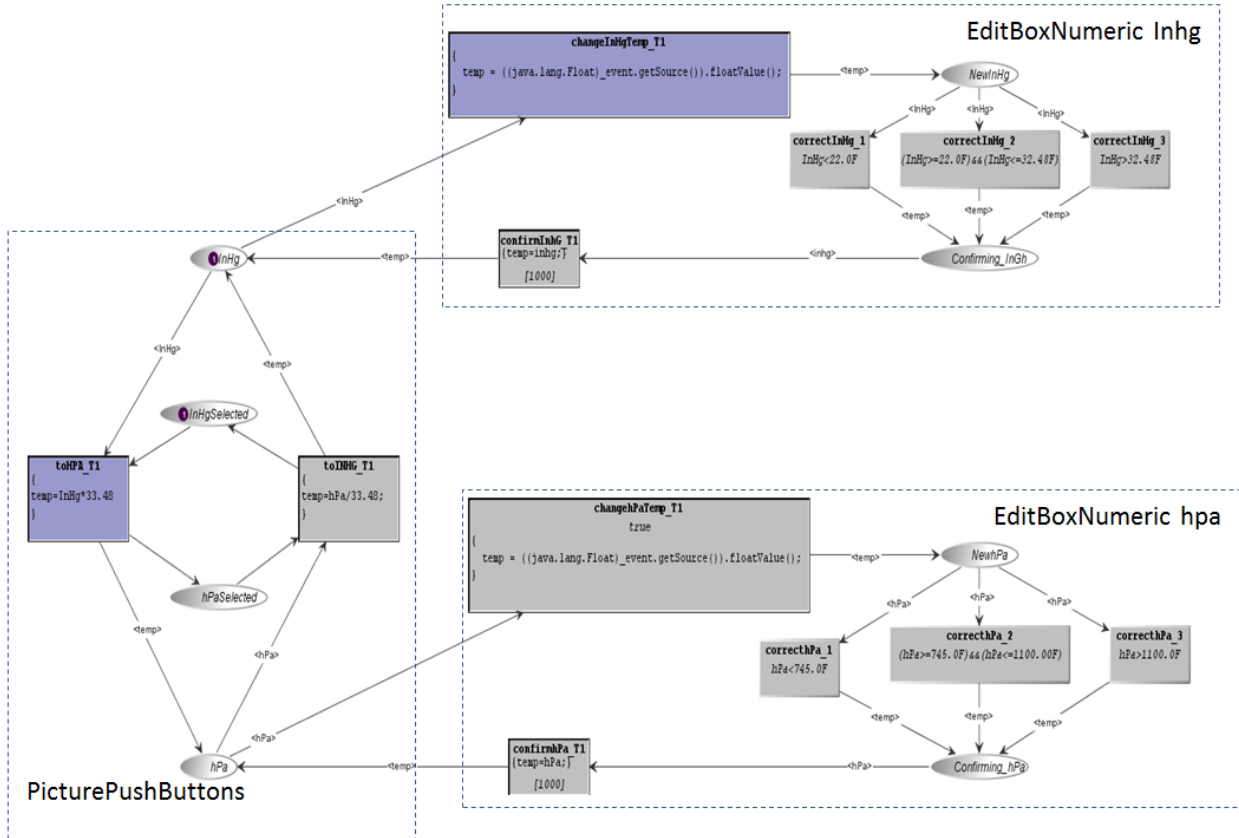 EditBoxNumeric Inhg
changeInHgTemp_T1
{
temp = ((java.lang.Float)_event.getSource()).floatValue();
}
<temp>
NewInHg
<InHg>
<InHg>
<InHg>
correctInHg_1
InHg<22.0F
correctInHg_2
(InHg>=22.0F)&&(InHg<=32.48F)
correctInHg_3
InHg>32.48F
<temp>
<temp>
<temp>
<InHg>
confirmInhG_T1
{temp=inhg;}
[1000]
<inhg>
Confirming_InGh
<temp>
1InHg
<InHg>
<temp>
1InHgSelected
toHPA_T1
{
temp=InHg*33.48
}
toINHG_T1
{
temp=hPa/33.48;
}
hPaSelected
<temp>
<hPa>
<hPa>
hPa
PicturePushButtons
EditBoxNumeric hpa
changehPaTemp_T1
true
{
temp = ((java.lang.Float)_event.getSource()).floatValue();
}
<temp>
NewhPa
<hPa>
<hPa>
<hPa>
correcthPa_1
hPa<745.0F
correcthPa_2
(hPa>=745.0F)&&(hPa<=1100.00F)
correcthPa_3
hPa>1100.0F
<temp>
<temp>
<temp>
<temp>
confirmhPa_T1
{temp=hPa;}
[1000]
<hPa>
Confirming_hPa